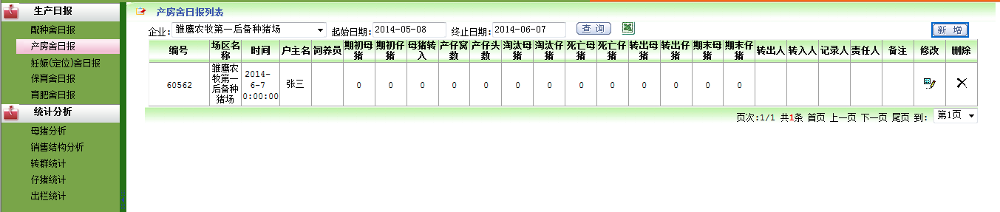 生产日报
配种舍日报
产房舍日报
妊娠(定位)舍日报
保育舍日报
育肥舍日报
统计分析
母猪分析
销售结构分析
转群统计
仔猪统计
出栏统计
产房舍日报列表
企业: 雏鹰农牧第一后备种猪场 起始日期: 2014-05-08 终止日期: 2014-06-07 查 询
新 增
编号 场区名称 时间 户主名 饲养员 期初母猪 期初仔猪 母猪转入 产仔窝数 产仔头数 淘汰母猪 淘汰仔猪 死亡母猪 死亡仔猪 转出母猪 转出仔猪 期末母猪 期末仔猪 转出人 转入人 记录人 责任人 备注 修改 删除
60562 雏鹰农牧第一后备种猪场 2014-6-7 0:00:00 张三 0 0 0 0 0 0 0 0 0 0 0 0 0
页次:1/1 共1条 首页 上一页 下一页 尾页 到: 第1页